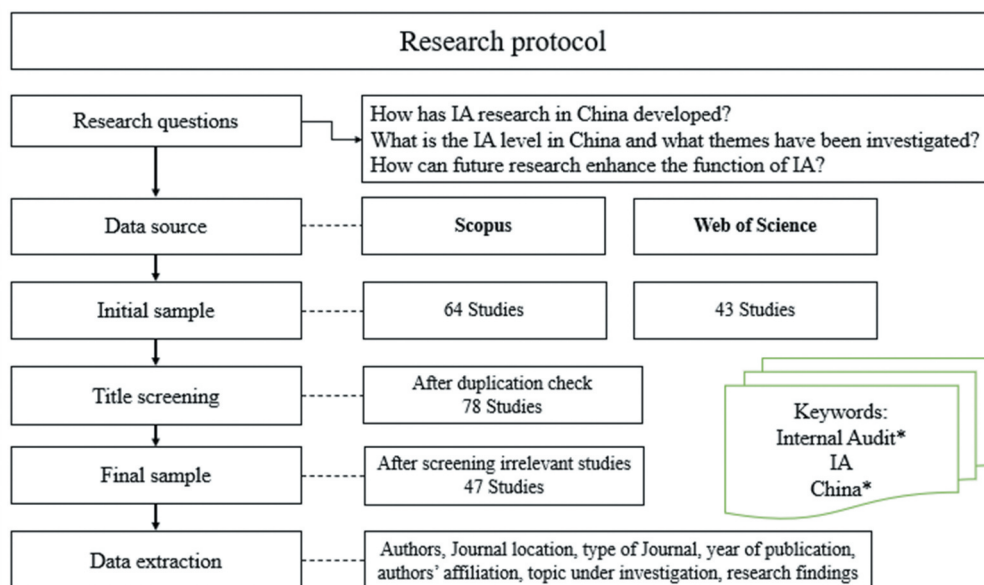 Research protocol
Research questions
How has IA research in China developed?
What is the IA level in China and what themes have been investigated?
How can future research enhance the function of IA?
Data source
Scopus
Web of Science
Initial sample
64 Studies
43 Studies
Title screening
After duplication check
78 Studies
Keywords:
Internal Audit*
IA
China*
Final sample
After screening irrelevant studies
47 Studies
Data extraction
Authors, Journal location, type of Journal, year of publication,
authors' affiliation, topic under investigation, research findings